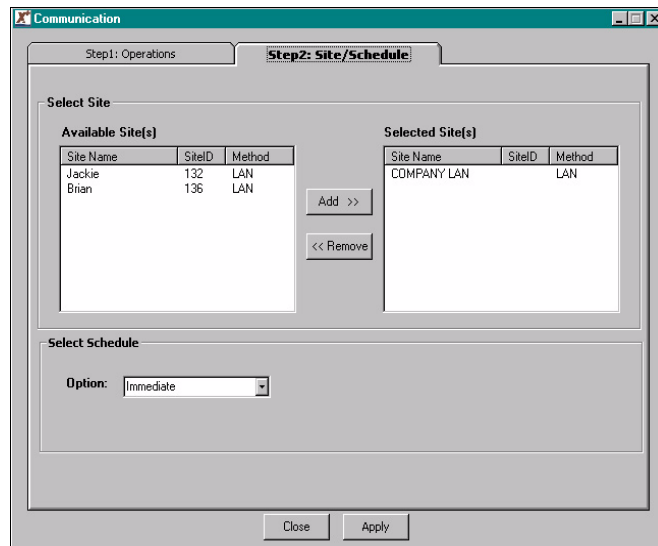 Communication
Step1: Operations
Step2: Site/Schedule
Select Site
Available Site(s)
Site Name SiteID Method
Jackie 132 LAN
Brian 136 LAN
Add >>
<< Remove
Selected Site(s)
Site Name SiteID Method
COMPANY LAN LAN
Select Schedule
Option: Immediate
Close Apply